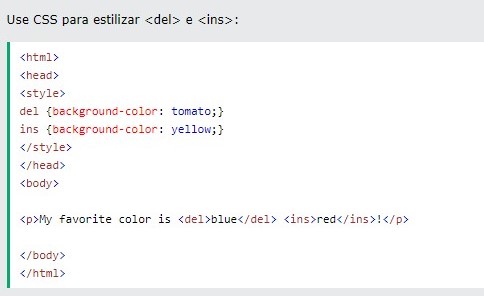 Use CSS para estilizar <del> e <ins>:
<html>
<head>
<style>
del {background-color: tomato;}
ins {background-color: yellow;}
</style>
</head>
<body>
<p>My favorite color is <del>blue</del> <ins>red</ins>!</p>
</body>
</html>